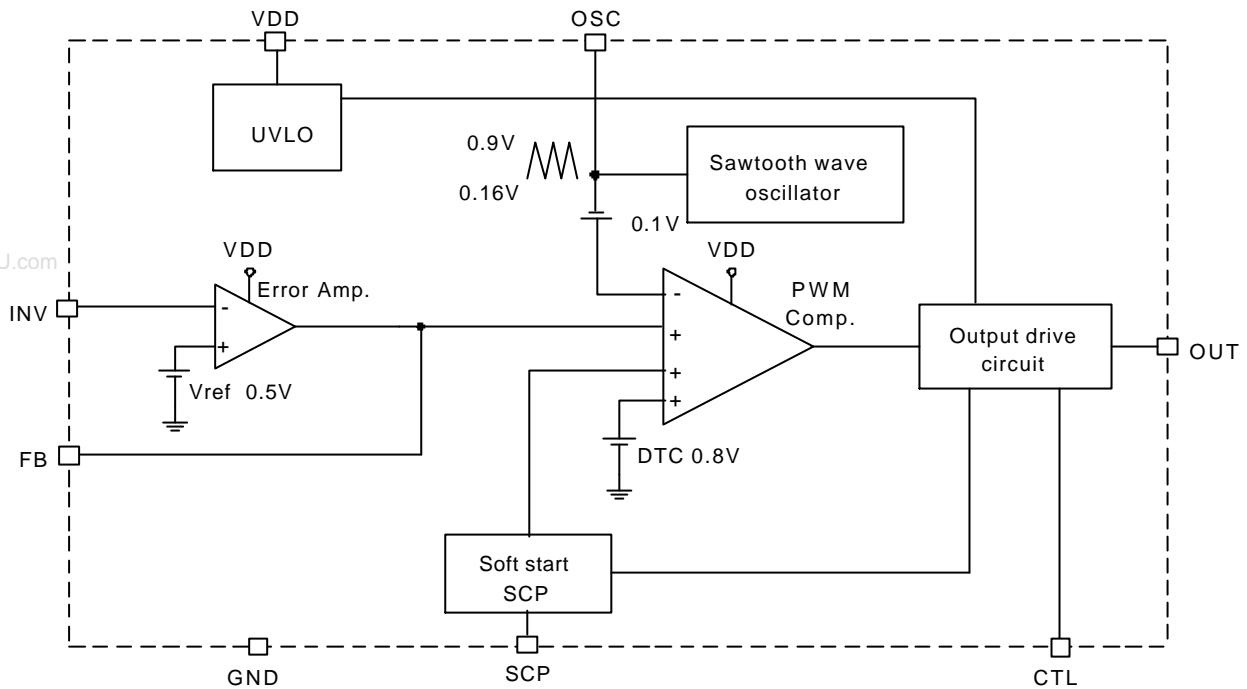 VDD
OSC
UVLO
0.9V
0.16V
Sawtooth wave
oscillator
0.1V
U.com
VDD
VDD
Error Amp.
PWM
Comp.
INV
-
+
-
+
+
+
Vref 0.5V
Output drive
circuit
OUT
FB
DTC 0.8V
Soft start
SCP
GND
SCP
CTL